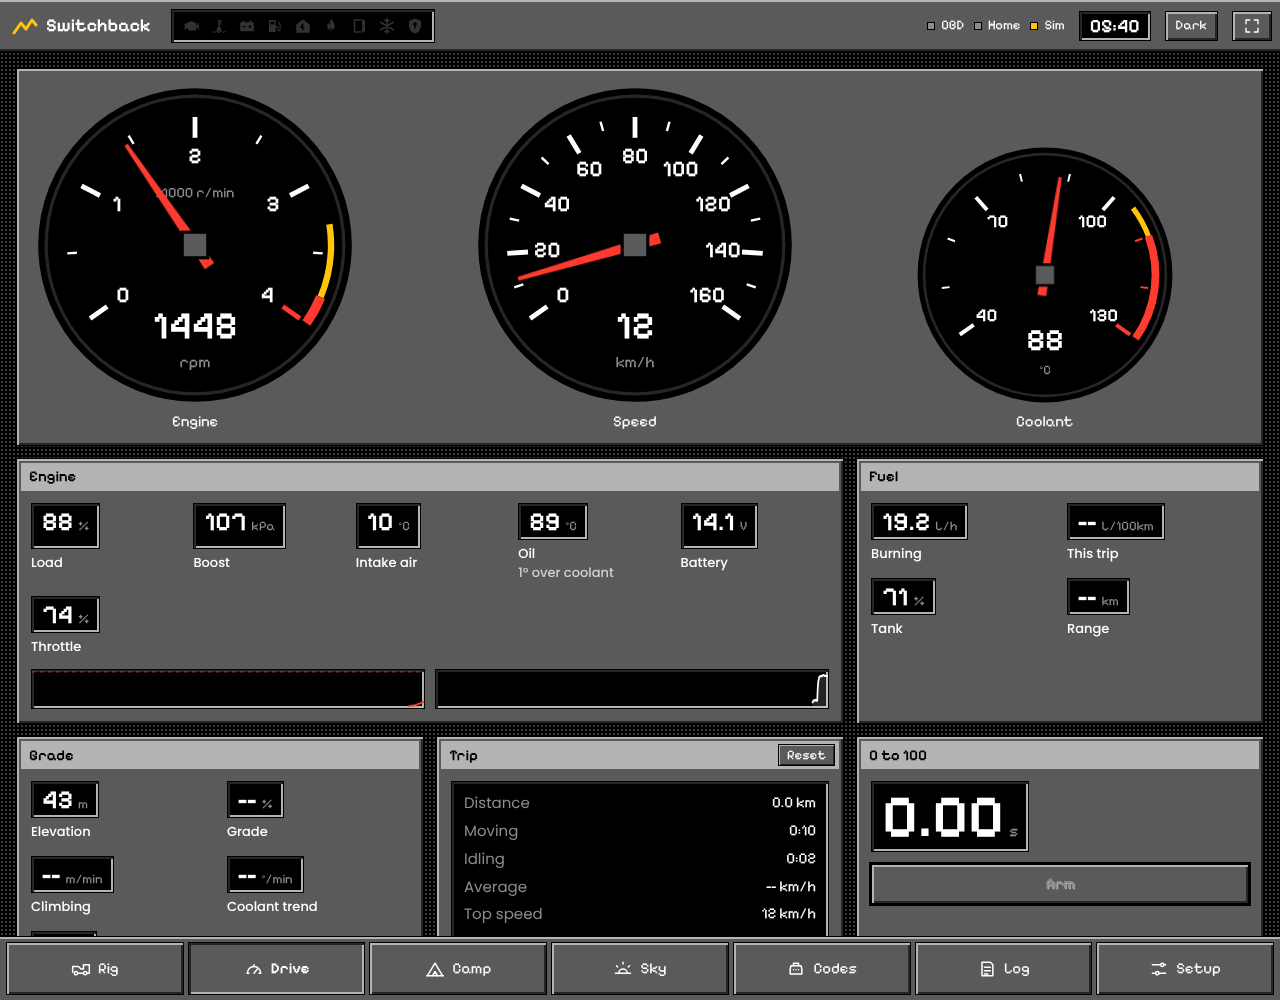 Switchback
OBD Home Sim 09:40 Dark
0 1 2 3 4
1000 r/min
1448
rpm
Engine
0 20 40 60 80 100 120 140 160
12
km/h
Speed
40 70 100 130
88
°C
Coolant
Engine
88 % 107 kPa 10 °C 89 °C 14.1 V
Load Boost Intake air Oil Battery
1° over coolant
74 %
Throttle
Fuel
19.2 L/h -- L/100km
Burning This trip
71 % -- km
Tank Range
Grade
43 m -- %
Elevation Grade
-- m/min -- °/min
Climbing Coolant trend
Trip Reset
Distance 0.0 km
Moving 0:10
Idling 0:02
Average -- km/h
Top speed 12 km/h
0 to 100
0.00 s
Arm
Rig Drive Camp Sky Codes Log Setup